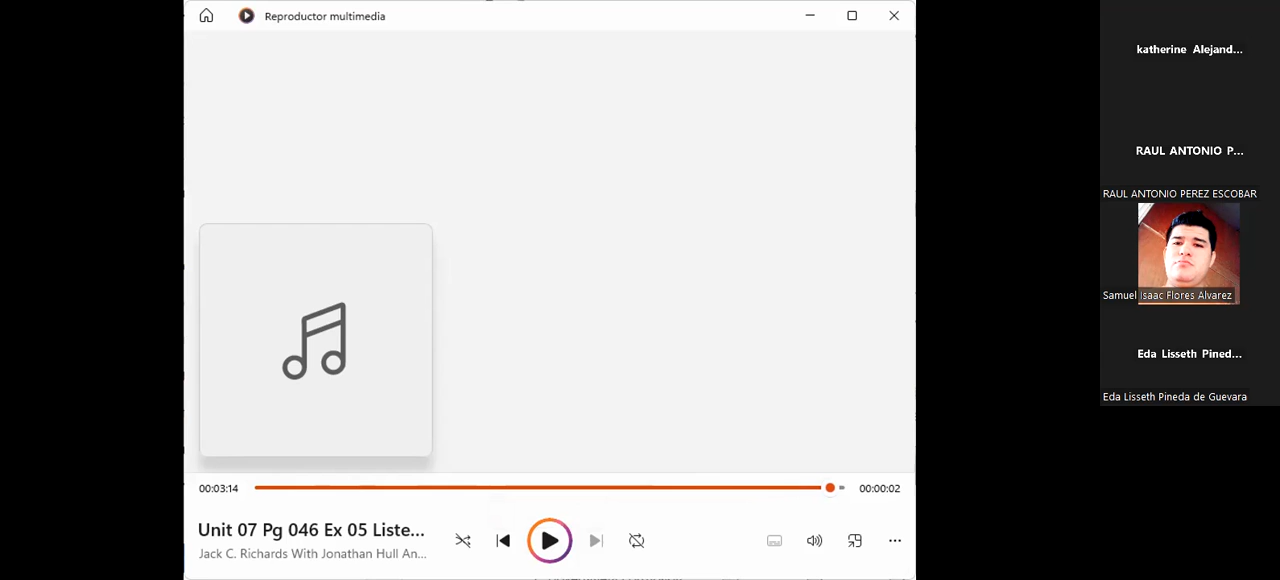 Reproductor multimedia
katherine Alejand...
RAUL ANTONIO P...
RAUL ANTONIO PEREZ ESCOBAR
Samuel Isaac Flores Alvarez
Eda Lisseth Pined...
Eda Lisseth Pineda de Guevara
00:03:14
00:00:02
Unit 07 Pg 046 Ex 05 Liste...
Jack C. Richards With Jonathan Hull An...